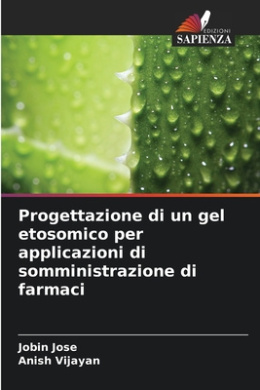 EDIZIONI
SAPIENZA
Progettazione di un gel
etosomico per
applicazioni di
somministrazione di
farmaci
Jobin Jose
Anish Vijayan